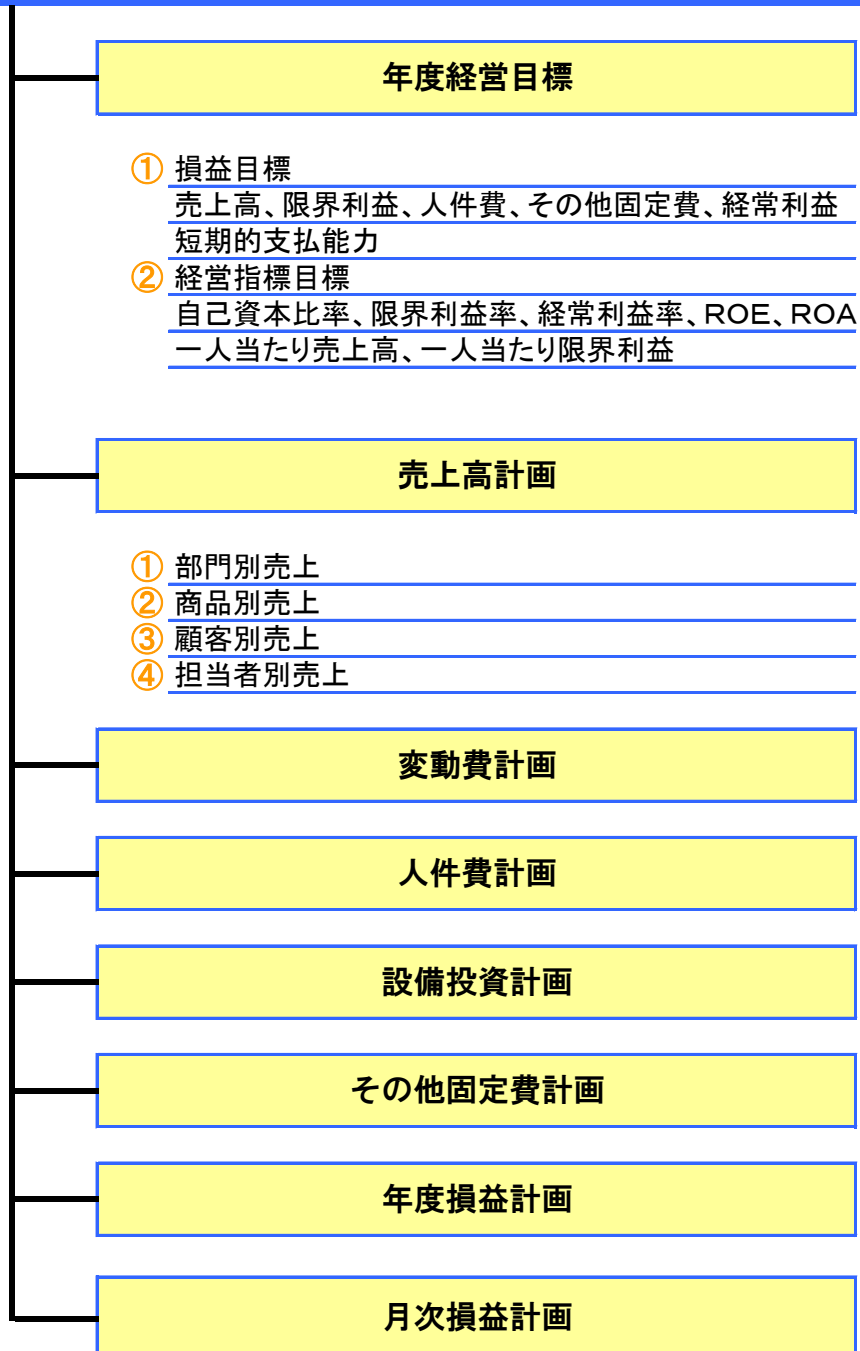 年度経営目標
① 損益目標
売上高、限界利益、人件費、その他固定費、経常利益
短期的支払能力
② 経営指標目標
自己資本比率、限界利益率、経常利益率、ＲＯＥ、ＲＯＡ
一人当たり売上高、一人当たり限界利益
売上高計画
① 部門別売上
② 商品別売上
③ 顧客別売上
④ 担当者別売上
変動費計画
人件費計画
設備投資計画
その他固定費計画
年度損益計画
月次損益計画